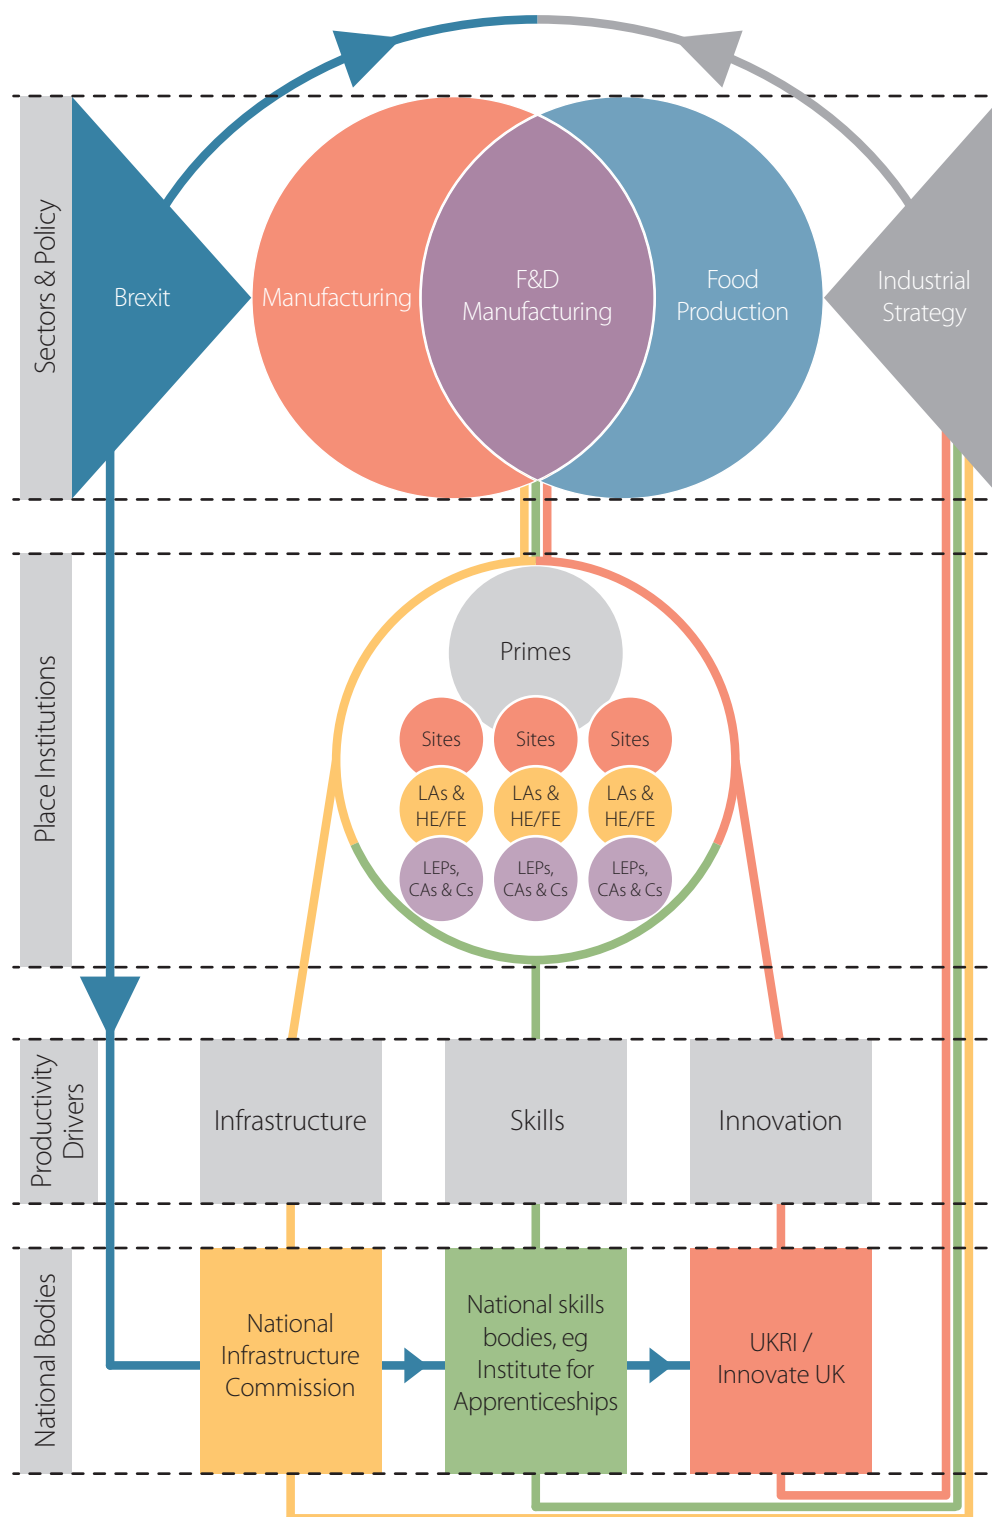 Sectors & Policy
Brexit
Manufacturing
F&D
Manufacturing
Food
Production
Industrial
Strategy
Place Institutions
Primes
Sites
Sites
Sites
LAs &
HE/FE
LAs &
HE/FE
LAs &
HE/FE
LEPs,
CAs & Cs
LEPs,
CAs & Cs
LEPs,
CAs & Cs
Productivity
Drivers
Infrastructure
Skills
Innovation
National Bodies
National
Infrastructure
Commission
National skills
bodies, eg
Institute for
Apprenticeships
UKRI /
Innovate UK